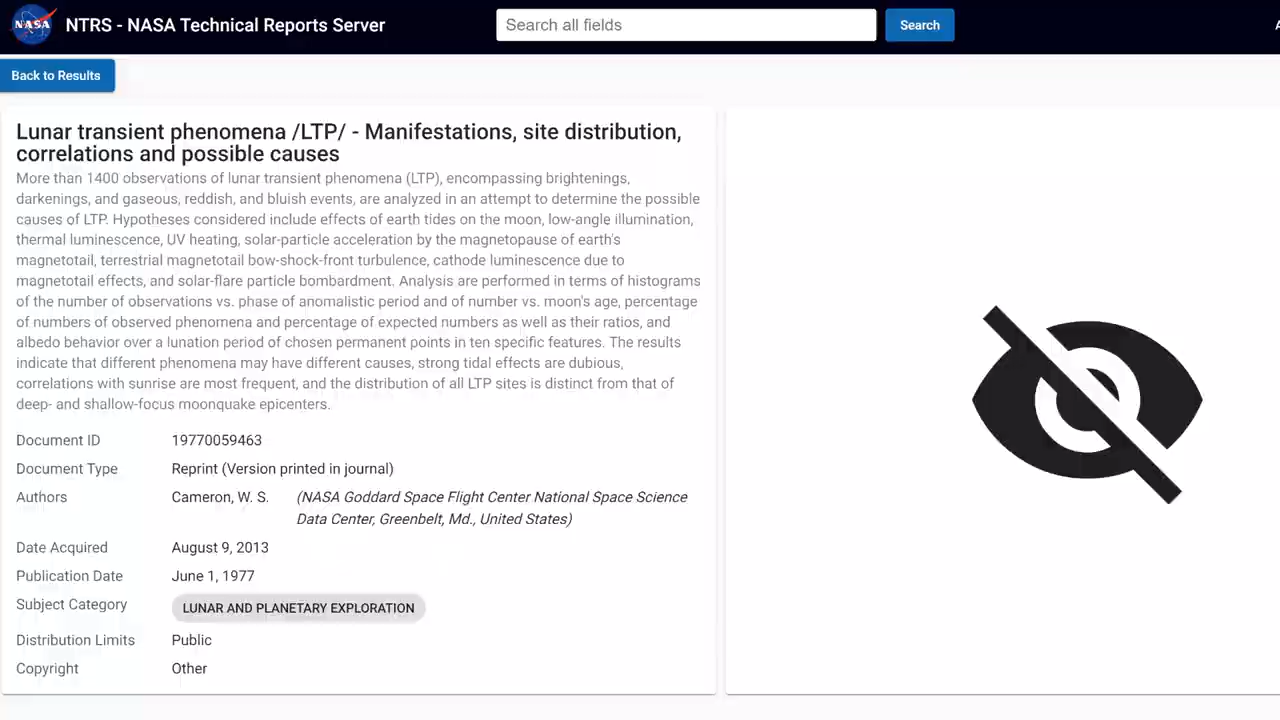 NASA
NTRS - NASA Technical Reports Server
Search all fields
Search
Back to Results
Lunar transient phenomena /LTP/ - Manifestations, site distribution,
correlations and possible causes
More than 1400 observations of lunar transient phenomena (LTP), encompassing brightenings,
darkenings, and gaseous, reddish, and bluish events, are analyzed in an attempt to determine the possible
causes of LTP. Hypotheses considered include effects of earth tides on the moon, low-angle illumination,
thermal luminescence, UV heating, solar-particle acceleration by the magnetopause of earth's
magnetotail, terrestrial magnetotail bow-shock-front turbulence, cathode luminescence due to
magnetotail effects, and solar-flare particle bombardment. Analysis are performed in terms of histograms
of the number of observations vs. phase of anomalistic period and of number vs. moon's age, percentage
of numbers of observed phenomena and percentage of expected numbers as well as their ratios, and
albedo behavior over a lunation period of chosen permanent points in ten specific features. The results
indicate that different phenomena may have different causes, strong tidal effects are dubious,
correlations with sunrise are most frequent, and the distribution of all LTP sites is distinct from that of
deep- and shallow-focus moonquake epicenters.
Document ID 19770059463
Document Type Reprint (Version printed in journal)
Authors Cameron, W. S. (NASA Goddard Space Flight Center National Space Science
Data Center, Greenbelt, Md., United States)
Date Acquired August 9, 2013
Publication Date June 1, 1977
Subject Category LUNAR AND PLANETARY EXPLORATION
Distribution Limits Public
Copyright Other